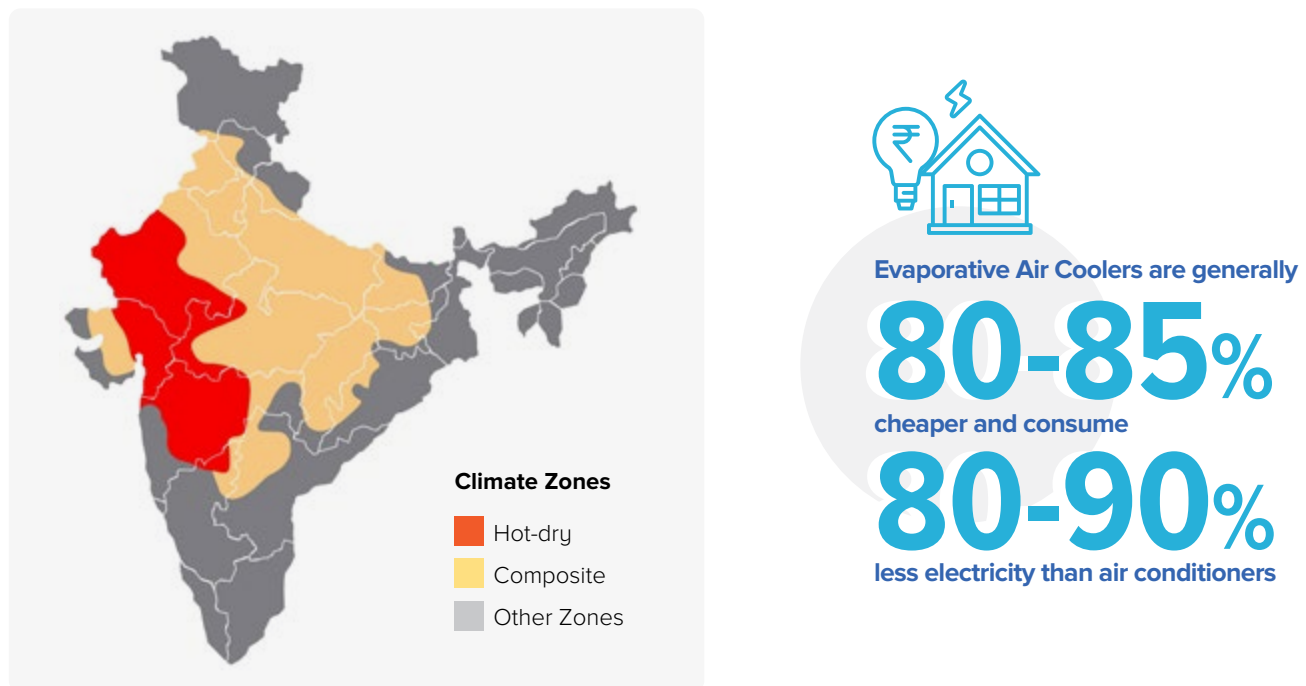 Climate Zones
Hot-dry
Composite
Other Zones
₹
Evaporative Air Coolers are generally
80-85%
cheaper and consume
80-90%
less electricity than air conditioners